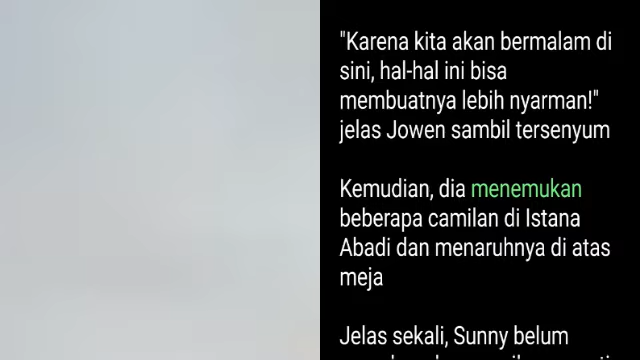 "Karena kita akan bermalam di
sini, hal-hal ini bisa
membuatnya lebih nyarman!"
jelas Jowen sambil tersenyum
Kemudian, dia menemukan
beberapa camilan di Istana
Abadi dan menaruhnya di atas
meja
Jelas sekali, Sunny belum